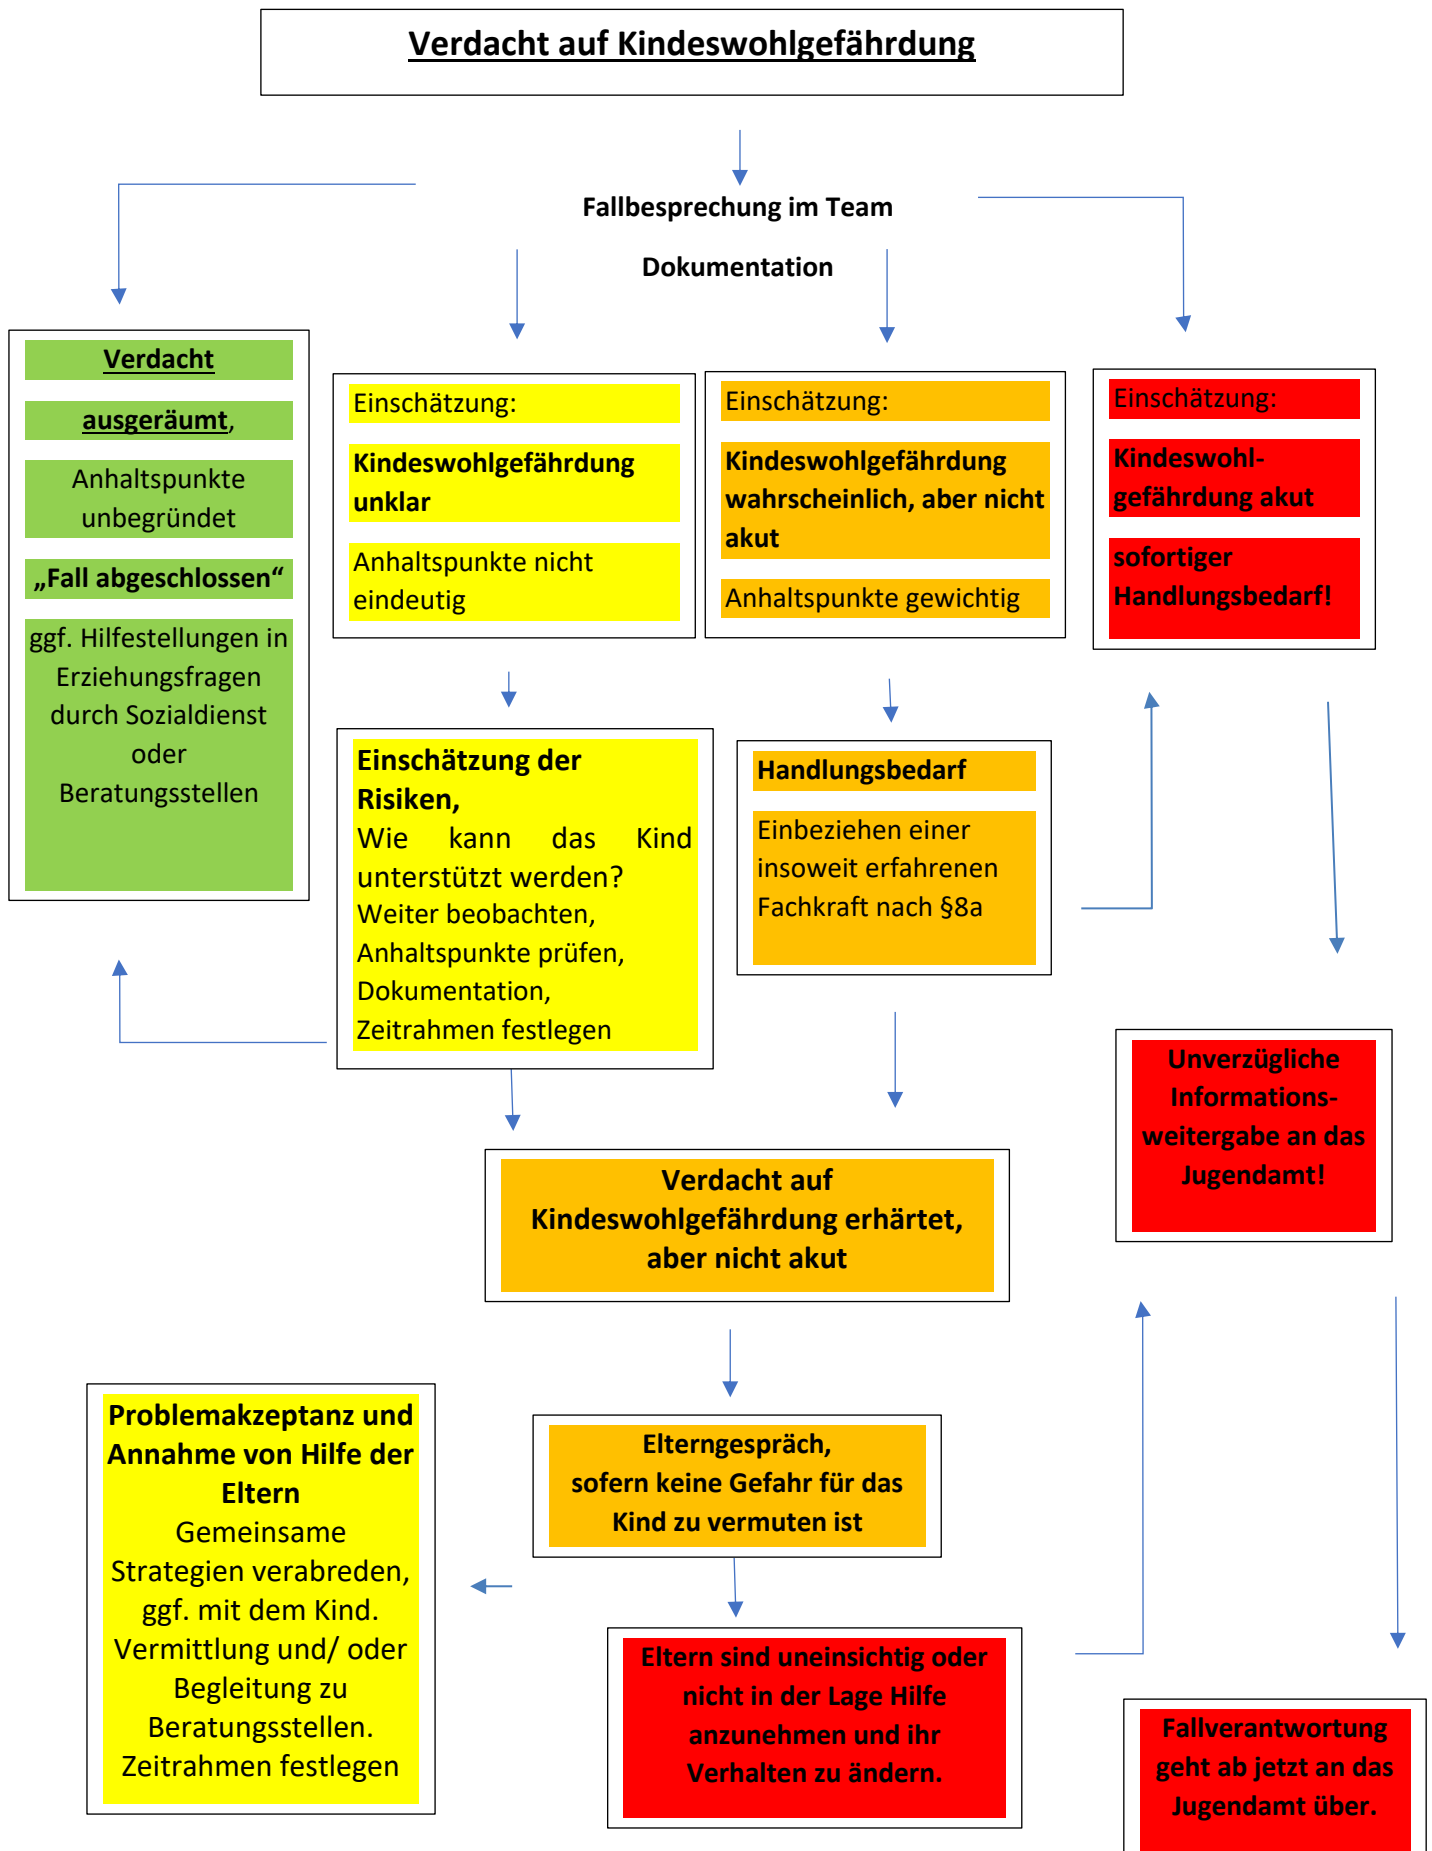 Verdacht auf Kindeswohlgefährdung
Fallbesprechung im Team
Dokumentation
Verdacht
ausgeräumt,
Anhaltspunkte
unbegründet
„Fall abgeschlossen“
ggf. Hilfestellungen in
Erziehungsfragen
durch Sozialdienst
oder
Beratungsstellen
Einschätzung:
Kindeswohlgefährdung
unklar
Anhaltspunkte nicht
eindeutig
Einschätzung:
Kindeswohlgefährdung
wahrscheinlich, aber nicht
akut
Anhaltspunkte gewichtig
Einschätzung:
Kindeswohl-
gefährdung akut
sofortiger
Handlungsbedarf!
Einschätzung der
Risiken,
Wie kann das Kind
unterstützt werden?
Weiter beobachten,
Anhaltspunkte prüfen,
Dokumentation,
Zeitrahmen festlegen
Handlungsbedarf
Einbeziehen einer
insoweit erfahrenen
Fachkraft nach §8a
Unverzügliche
Informations-
weitergabe an das
Jugendamt!
Verdacht auf
Kindeswohlgefährdung erhärtet,
aber nicht akut
Problemakzeptanz und
Annahme von Hilfe der
Eltern
Gemeinsame
Strategien verabreden,
ggf. mit dem Kind.
Vermittlung und/ oder
Begleitung zu
Beratungsstellen.
Zeitrahmen festlegen
Elterngespräch,
sofern keine Gefahr für das
Kind zu vermuten ist
Eltern sind uneinsichtig oder
nicht in der Lage Hilfe
anzunehmen und ihr
Verhalten zu ändern.
Fallverantwortung
geht ab jetzt an das
Jugendamt über.